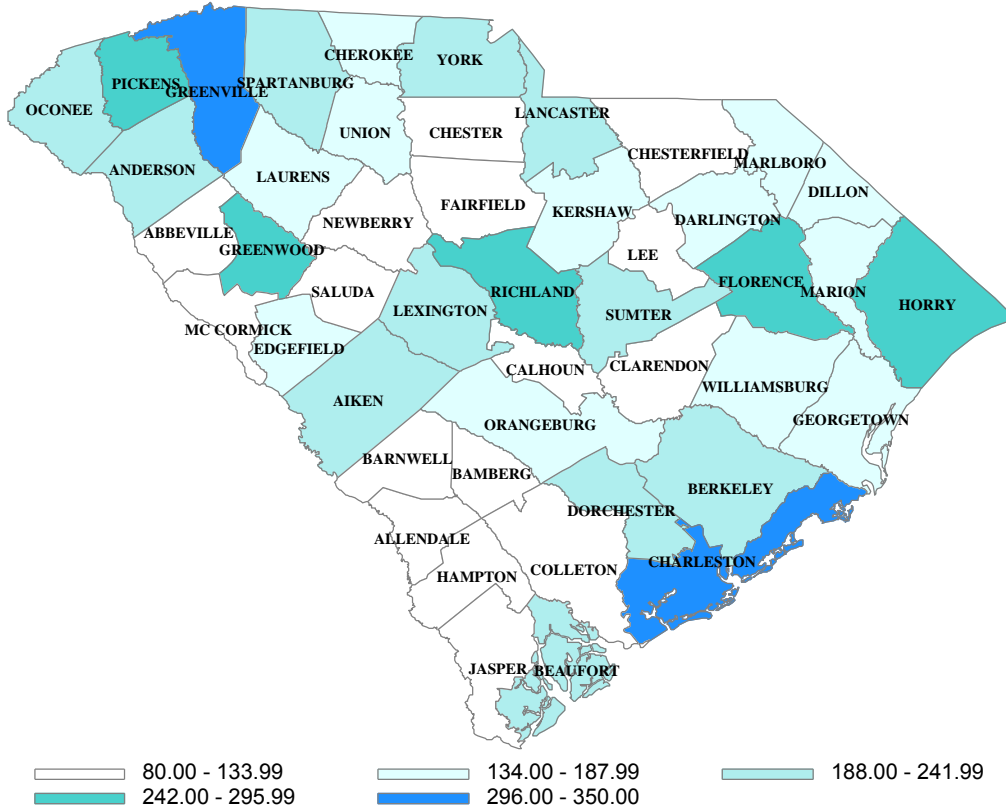 CHEROKEE
YORK
PICKENS
GREENVILLE
SPARTANBURG
OCONEE
LANCASTER
UNION
CHESTER
CHESTERFIELD
MARLBORO
ANDERSON
LAURENS
DILLON
FAIRFIELD
KERSHAW
NEWBERRY
DARLINGTON
ABBEVILLE
GREENWOOD
LEE
FLORENCE
SALUDA
RICHLAND
MARION
HORRY
LEXINGTON
SUMTER
MC CORMICK
EDGEFIELD
CALHOUN
CLARENDON
WILLIAMSBURG
AIKEN
GEORGETOWN
ORANGEBURG
BARNWELL
BAMBERG
BERKELEY
DORCHESTER
ALLENDALE
CHARLESTON
COLLETON
HAMPTON
JASPER
BEAUFORT
80.00 - 133.99
134.00 - 187.99
188.00 - 241.99
242.00 - 295.99
296.00 - 350.00